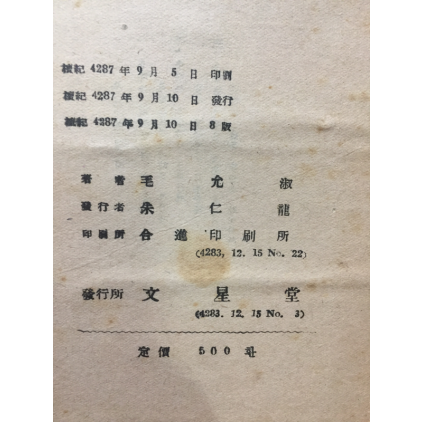 檀紀 4287 年 9 月 5 日 印刷
檀紀 4287 年 9 月 10 日 發行
檀紀 4287 年 9 月 10 日 8 版
著者 毛允淑
發行者 朱仁龍
印刷所 合進印刷所
(4283, 12. 15 No. 22)
發行所 文星堂
(4283. 12. 15 No. 3)
定價 500 환